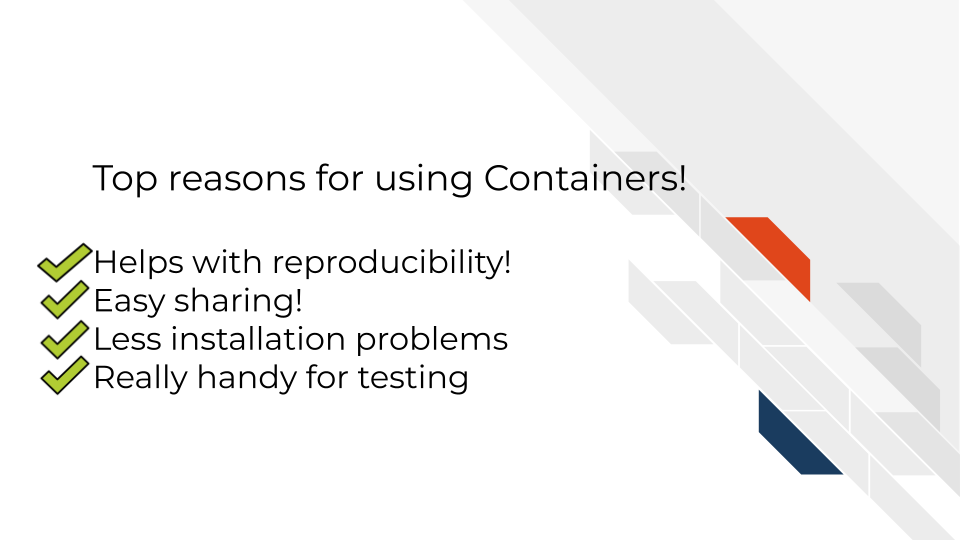 Top reasons for using Containers!
Helps with reproducibility!
Easy sharing!
Less installation problems
Really handy for testing